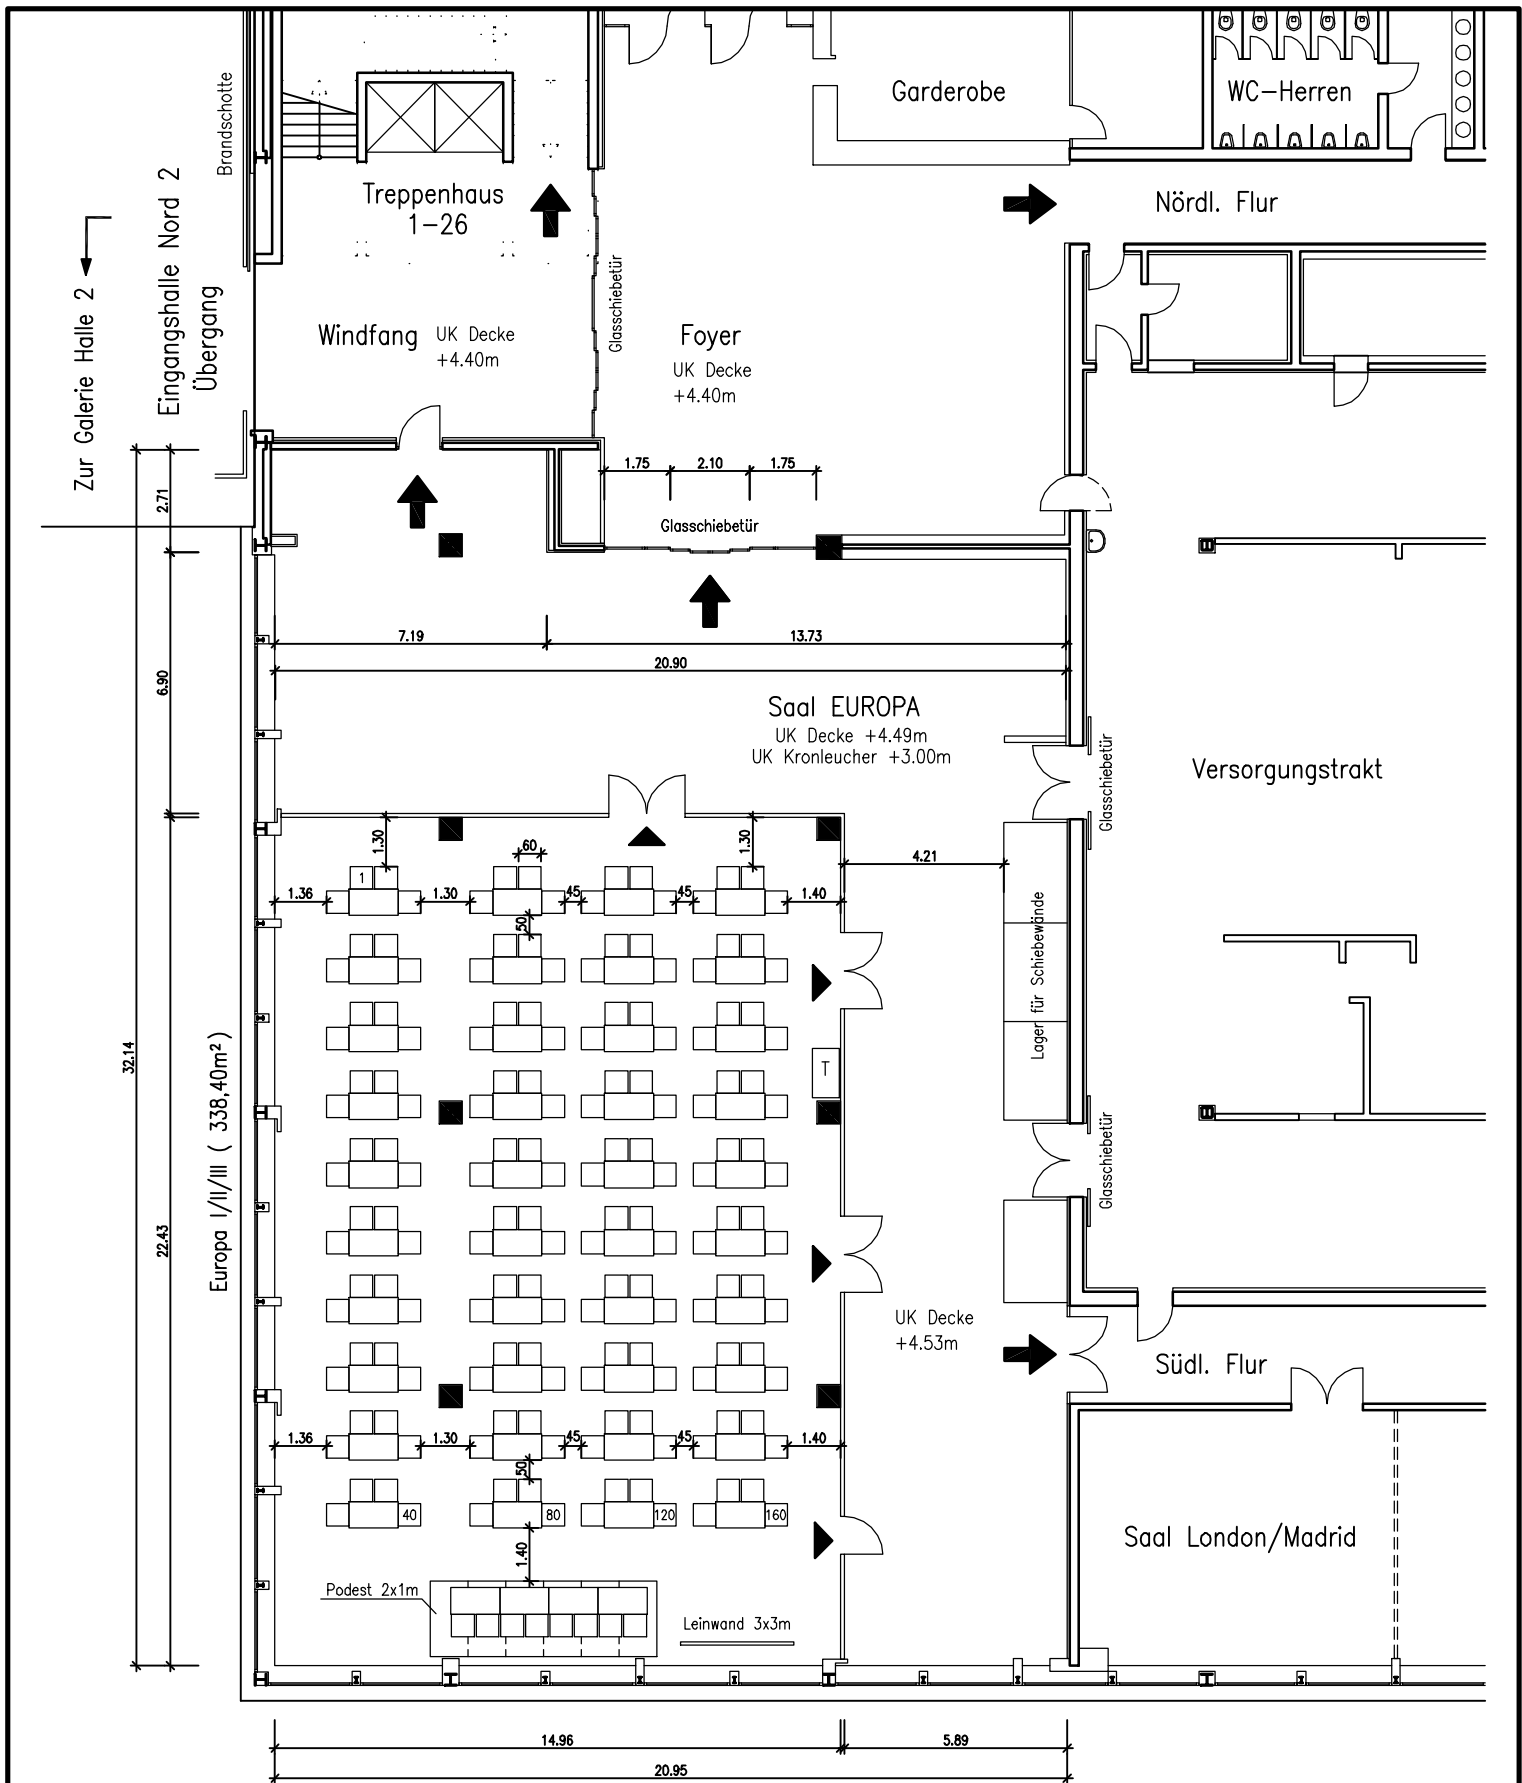 Garderobe
WC-Herren
Brandschotte
Treppenhaus
1-26
Nördl. Flur
Zur Galerie Halle 2
Eingangshalle Nord 2
Übergang
Windfang
UK Decke
+4.40m
Glasschiebetür
Foyer
UK Decke
+4.40m
1.75
2.10
1.75
2.71
Glasschiebetür
7.19
13.73
20.90
6.90
Saal EUROPA
UK Decke +4.49m
UK Kronleucher +3.00m
Glasschiebetür
Versorgungstrakt
1.30
60
1.30
4.21
1
1.36
1.30
45
45
1.40
50
Lager für Schiebewände
T
32.14
22.43
Europa I/II/III ( 338,40m²)
Glasschiebetür
UK Decke
+4.53m
Südl. Flur
1.36
1.30
45
45
1.40
50
40
80
120
160
1.40
Saal London/Madrid
Podest 2x1m
Leinwand 3x3m
14.96
5.89
20.95